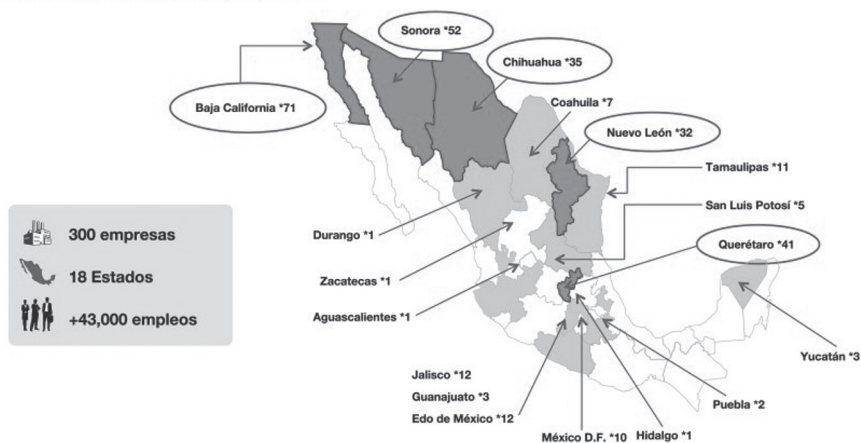 Sonora *52
Chihuahua *35
Baja California *71
Coahuila *7
Nuevo León *32
Tamaulipas *11
San Luis Potosí *5
Durango *1
Querétaro *41
300 empresas
18 Estados
+43,000 empleos
Zacatecas *1
Aguascalientes *1
Yucatán *3
Jalisco *12
Guanajuato *3
Edo de México *12
Puebla *2
México D.F. *10
Hidalgo *1